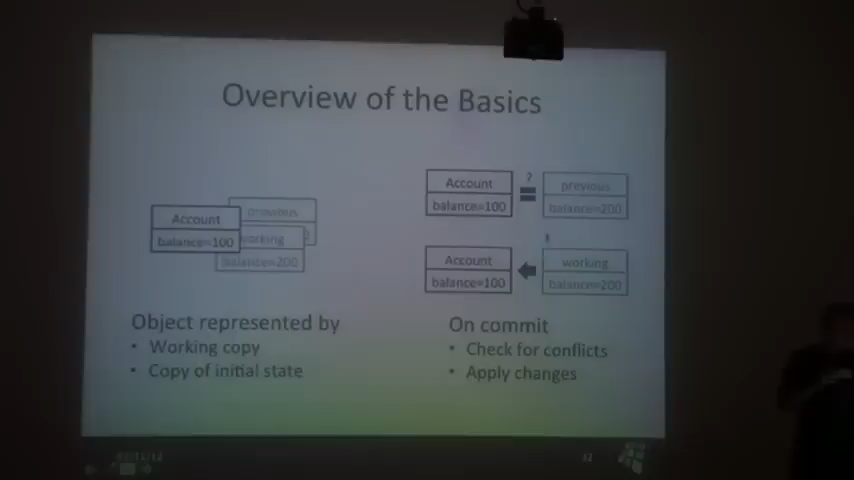 Overview of the Basics
Account
balance=100
previous
working
balance=200
Account
balance=100
?
previous
balance=200
Account
balance=100
!
working
balance=200
Object represented by
• Working copy
• Copy of initial state
On commit
• Check for conflicts
• Apply changes